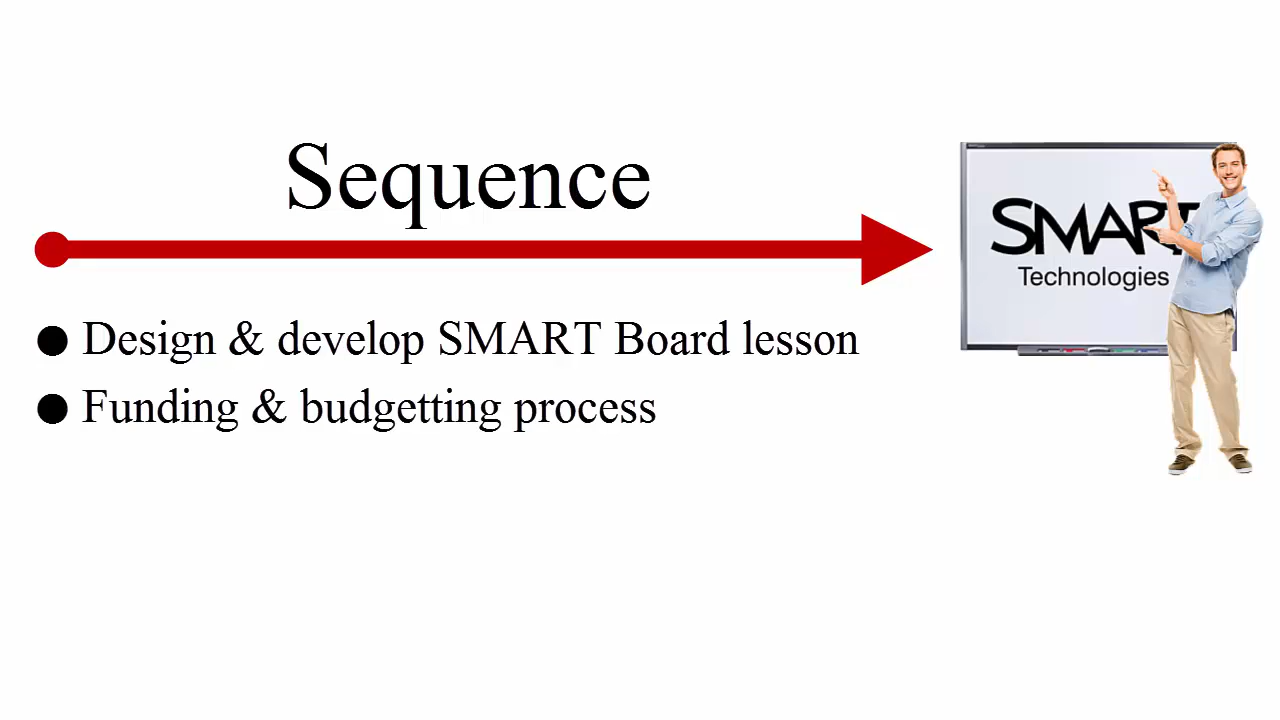 Sequence
● Design & develop SMART Board lesson
● Funding & budgetting process
SMART
Technologies